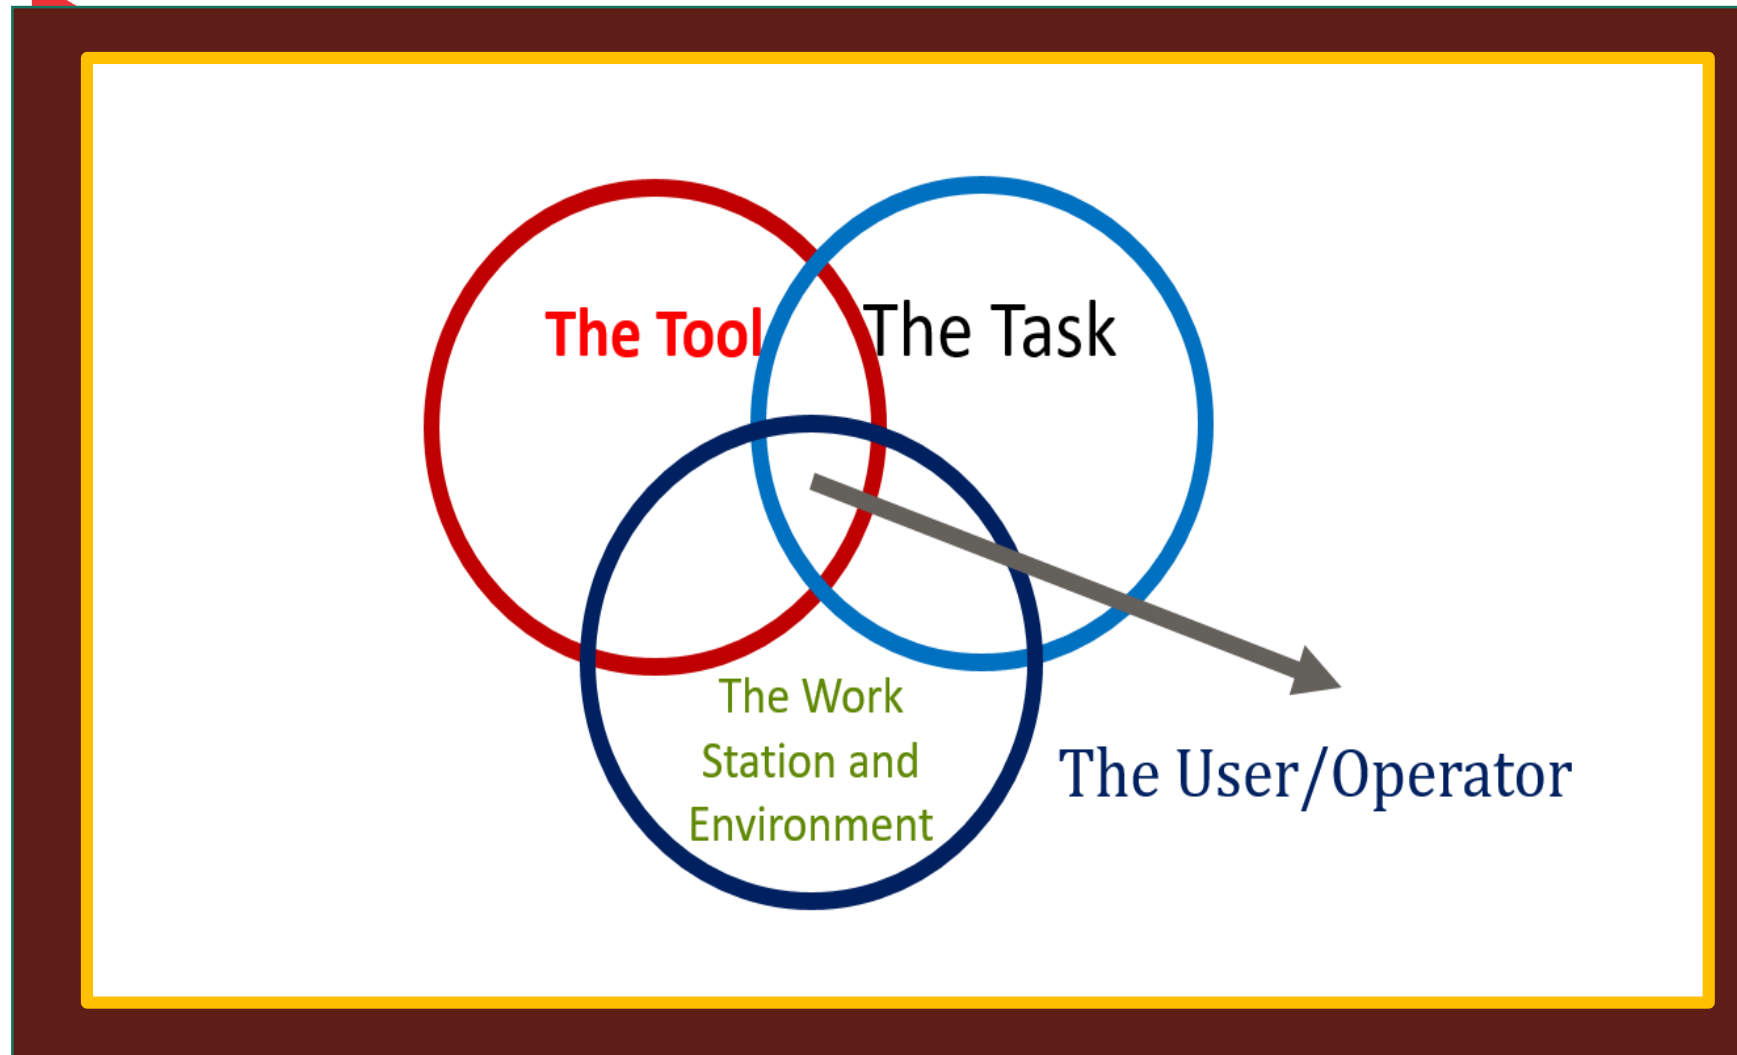 The Tool
The Task
The Work
Station and
Environment
The User/Operator